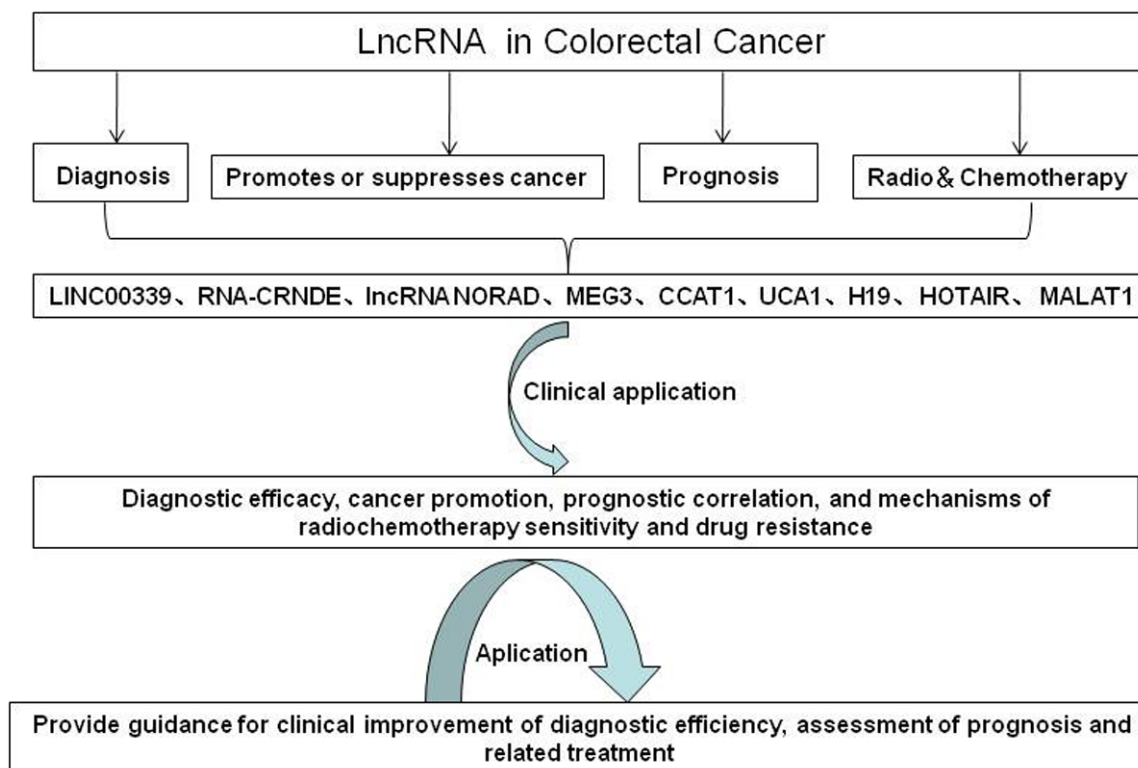 LncRNA in Colorectal Cancer
Diagnosis
Promotes or suppresses cancer
Prognosis
Radio & Chemotherapy
LINC00339、RNA-CRNDE、lncRNA NORAD、MEG3、CCAT1、UCA1、H19、HOTAIR、MALAT1
Clinical application
Diagnostic efficacy, cancer promotion, prognostic correlation, and mechanisms of
radiochemotherapy sensitivity and drug resistance
Aplication
Provide guidance for clinical improvement of diagnostic efficiency, assessment of prognosis and
related treatment